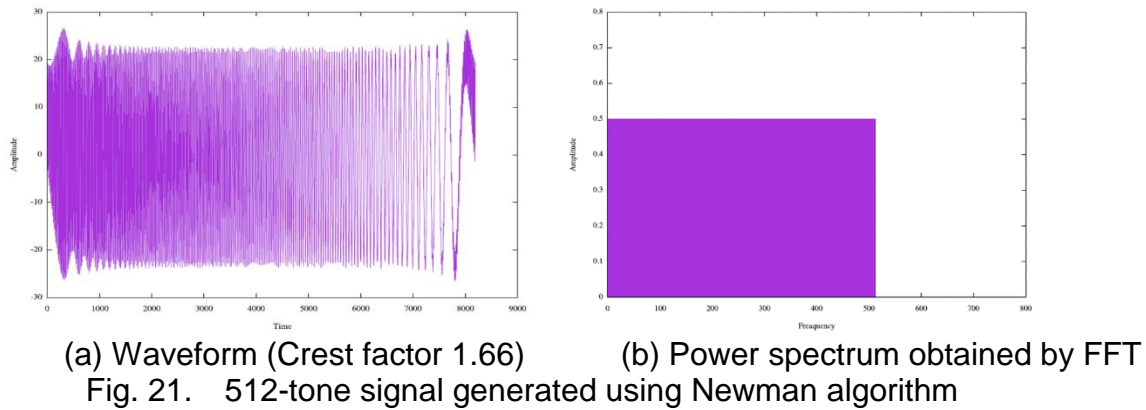 30
20
10
0
-10
-20
-30
Amplitude
0 1000 2000 3000 4000 5000 6000 7000 8000 9000
Time
0.8
0.7
0.6
0.5
0.4
0.3
0.2
0.1
0
Amplitude
0 100 200 300 400 500 600 700 800
Freaquency
(a) Waveform (Crest factor 1.66) (b) Power spectrum obtained by FFT
Fig. 21. 512-tone signal generated using Newman algorithm